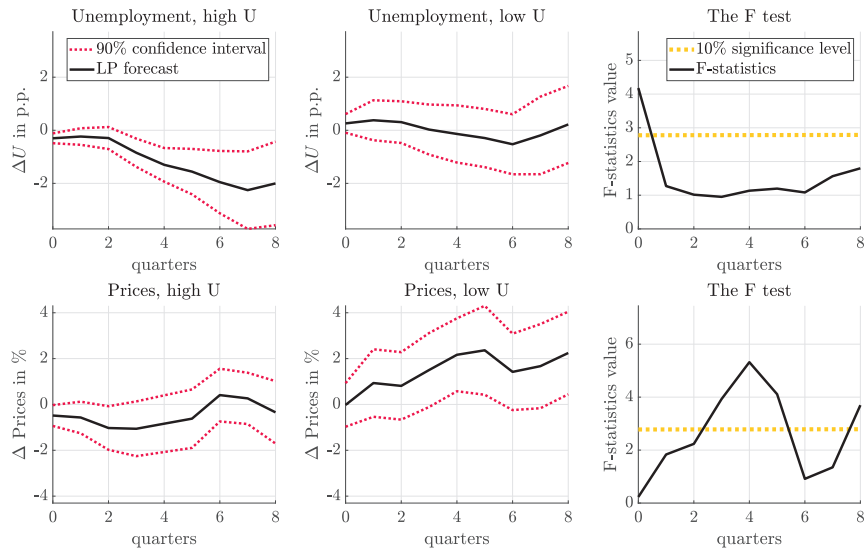 Unemployment, high U
90% confidence interval
LP forecast
ΔU in p.p.
2
0
-2
0 2 4 6 8
quarters
Unemployment, low U
ΔU in p.p.
2
0
-2
0 2 4 6 8
quarters
The F test
10% significance level
F-statistics
F-statistics value
5
4
3
2
1
0
0 2 4 6 8
quarters
Prices, high U
Δ Prices in %
4
2
0
-2
-4
0 2 4 6 8
quarters
Prices, low U
Δ Prices in %
4
2
0
-2
-4
0 2 4 6 8
quarters
The F test
F-statistics value
6
4
2
0
0 2 4 6 8
quarters